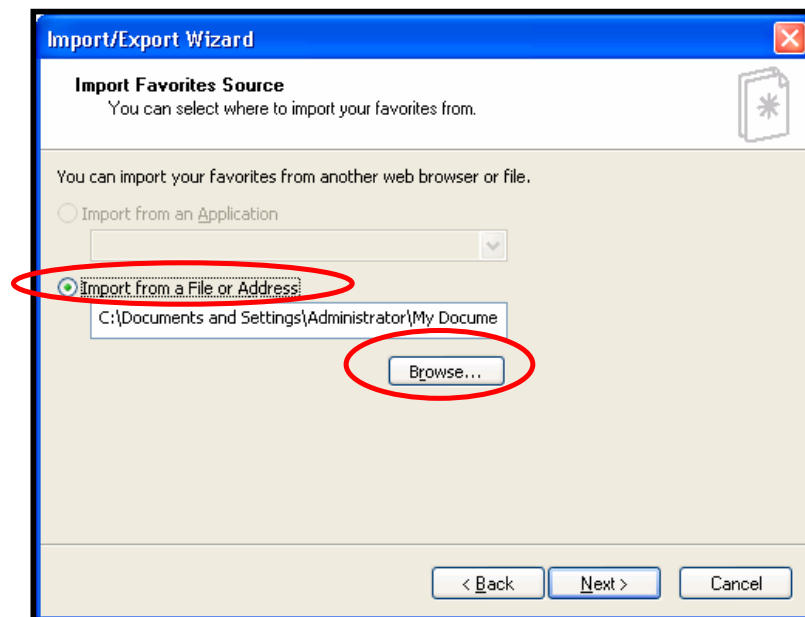 Import/Export Wizard
Import Favorites Source
You can select where to import your favorites from.
You can import your favorites from another web browser or file.
Import from an Application
Import from a File or Address
C:\Documents and Settings\Administrator\My Docume
Browse...
< Back
Next >
Cancel